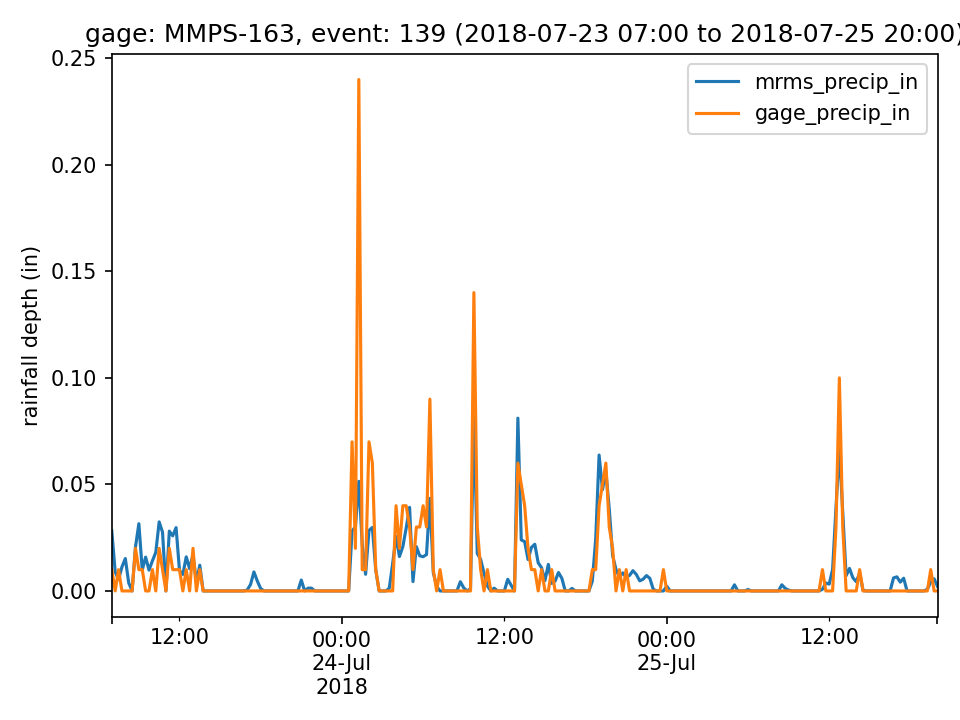 gage: MMPS-163, event: 139 (2018-07-23 07:00 to 2018-07-25 20:00)
mrms_precip_in
gage_precip_in
rainfall depth (in)
0.25
0.20
0.15
0.10
0.05
0.00
12:00
00:00
24-Jul
2018
12:00
00:00
25-Jul
12:00